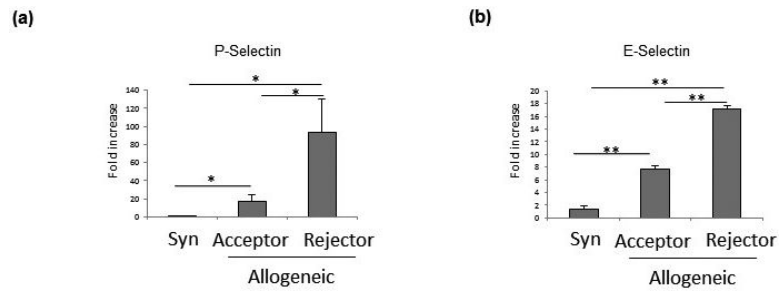 (a)
P-Selectin
Fold increase
140
120
100
80
60
40
20
0
*
*
*
Syn Acceptor Rejector
Allogeneic
(b)
E-Selectin
Fold increase
20
18
16
14
12
10
8
6
4
2
0
**
**
**
Syn Acceptor Rejector
Allogeneic